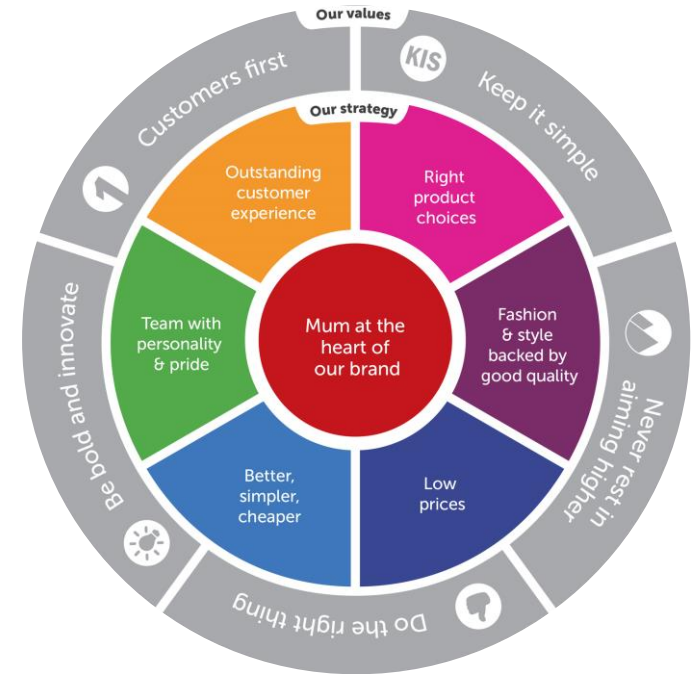 Our values
Customers first
1
KIS
Keep it simple
Never rest in
aiming higher
Do the right thing
Be bold and innovate
Our strategy
Outstanding
customer
experience
Right
product
choices
Fashion
& style
backed by
good quality
Low
prices
Better,
simpler,
cheaper
Team with
personality
& pride
Mum at the
heart of
our brand